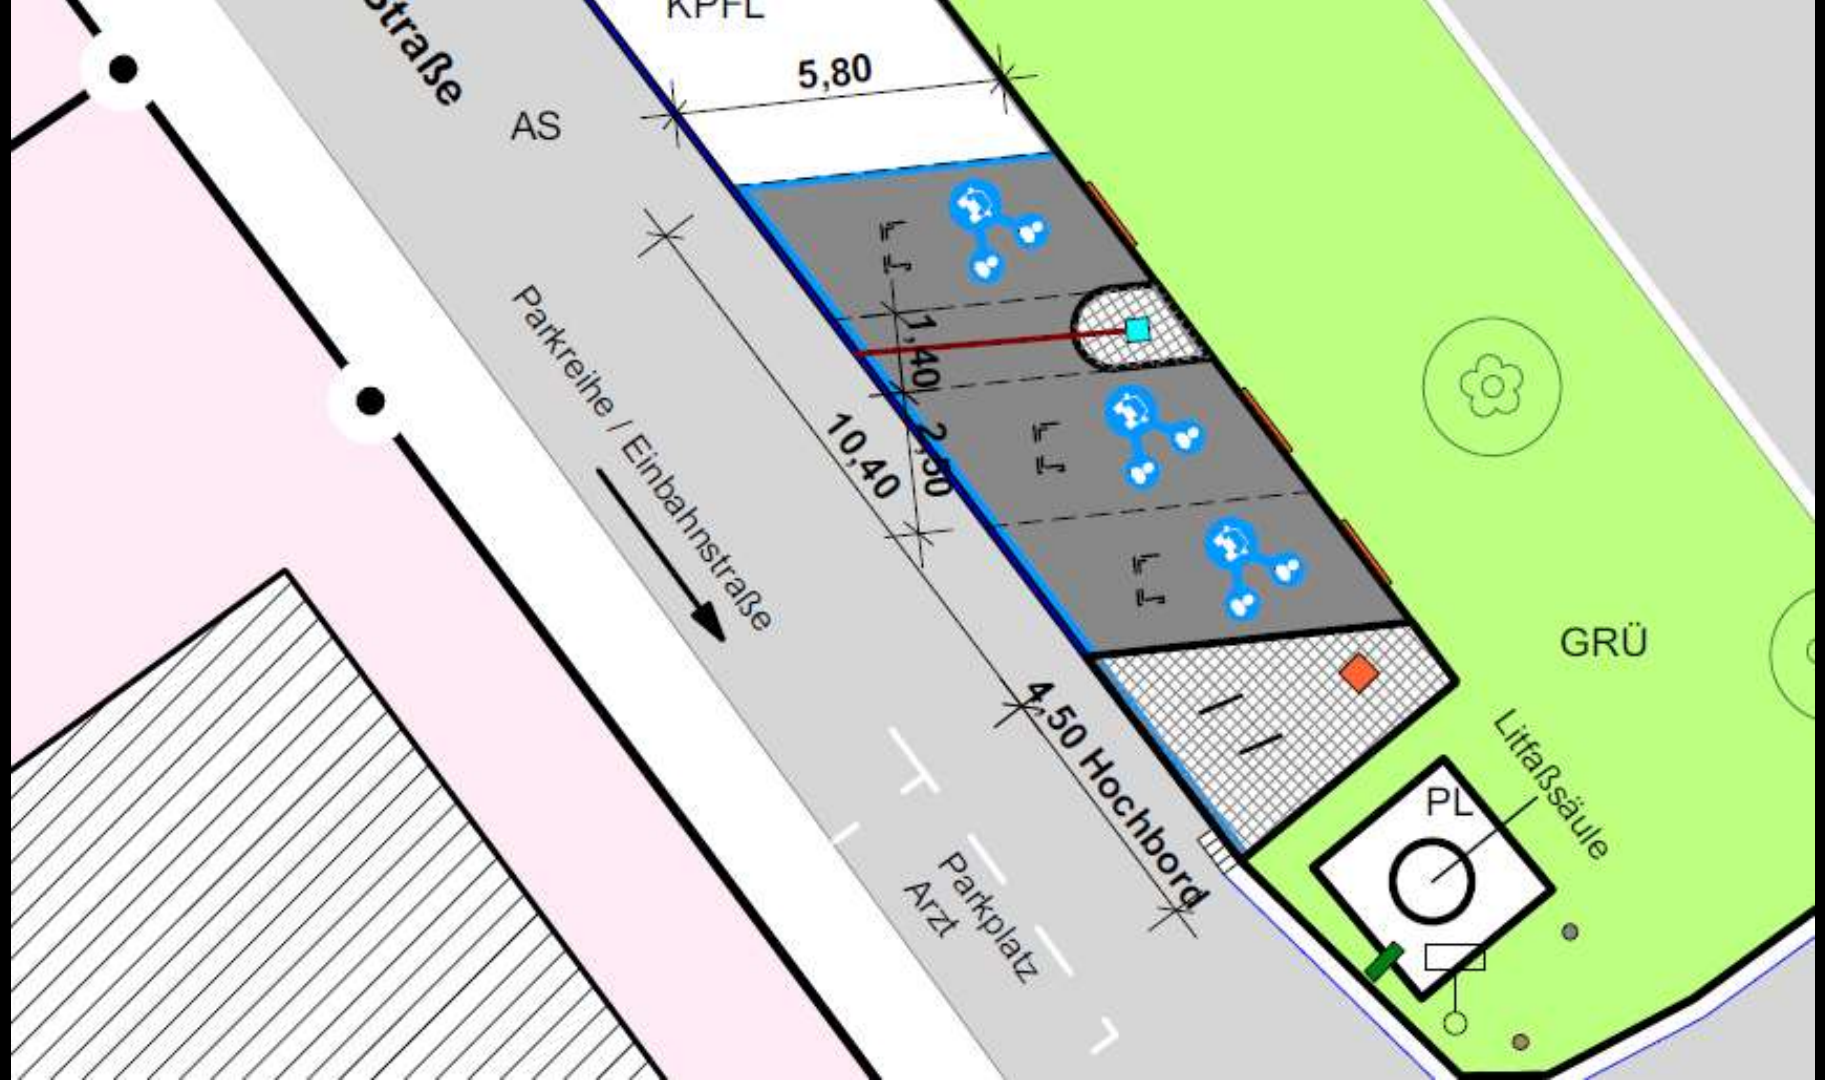 KPFL
straße
5,80
AS
1,40
2,50
10,40
Parkreihe / Einbahnstraße
4,50 Hochbord
GRÜ
Litfaßsäule
PL
Parkplatz
Arzt